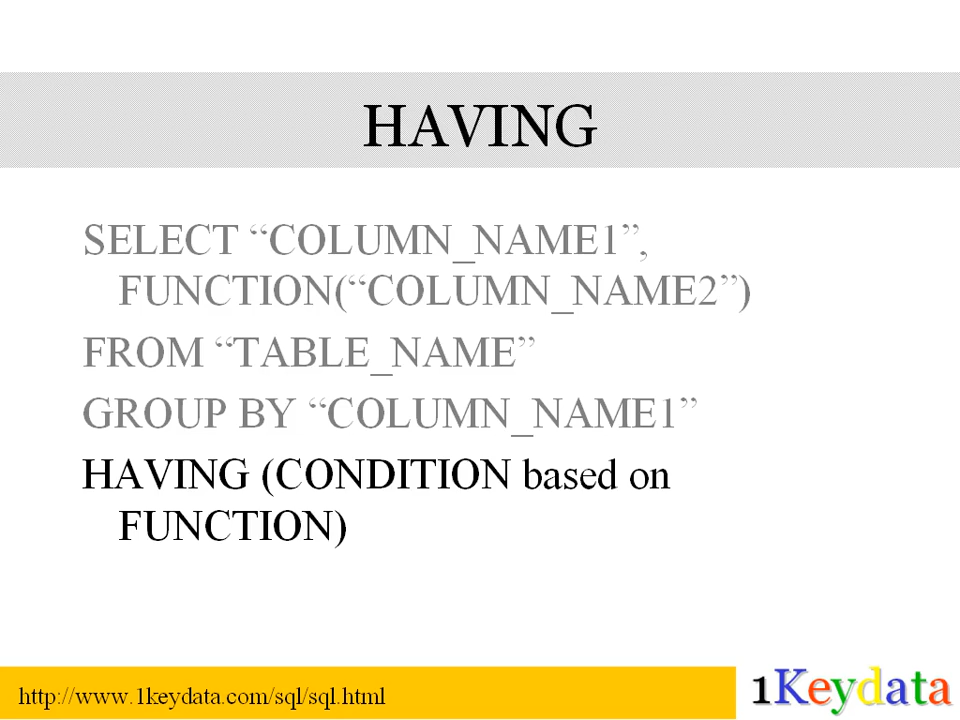 HAVING
SELECT “COLUMN_NAME1”,
FUNCTION(“COLUMN_NAME2”)
FROM “TABLE_NAME”
GROUP BY “COLUMN_NAME1”
HAVING (CONDITION based on
FUNCTION)
http://www.1keydata.com/sql/sql.html
1Keydata